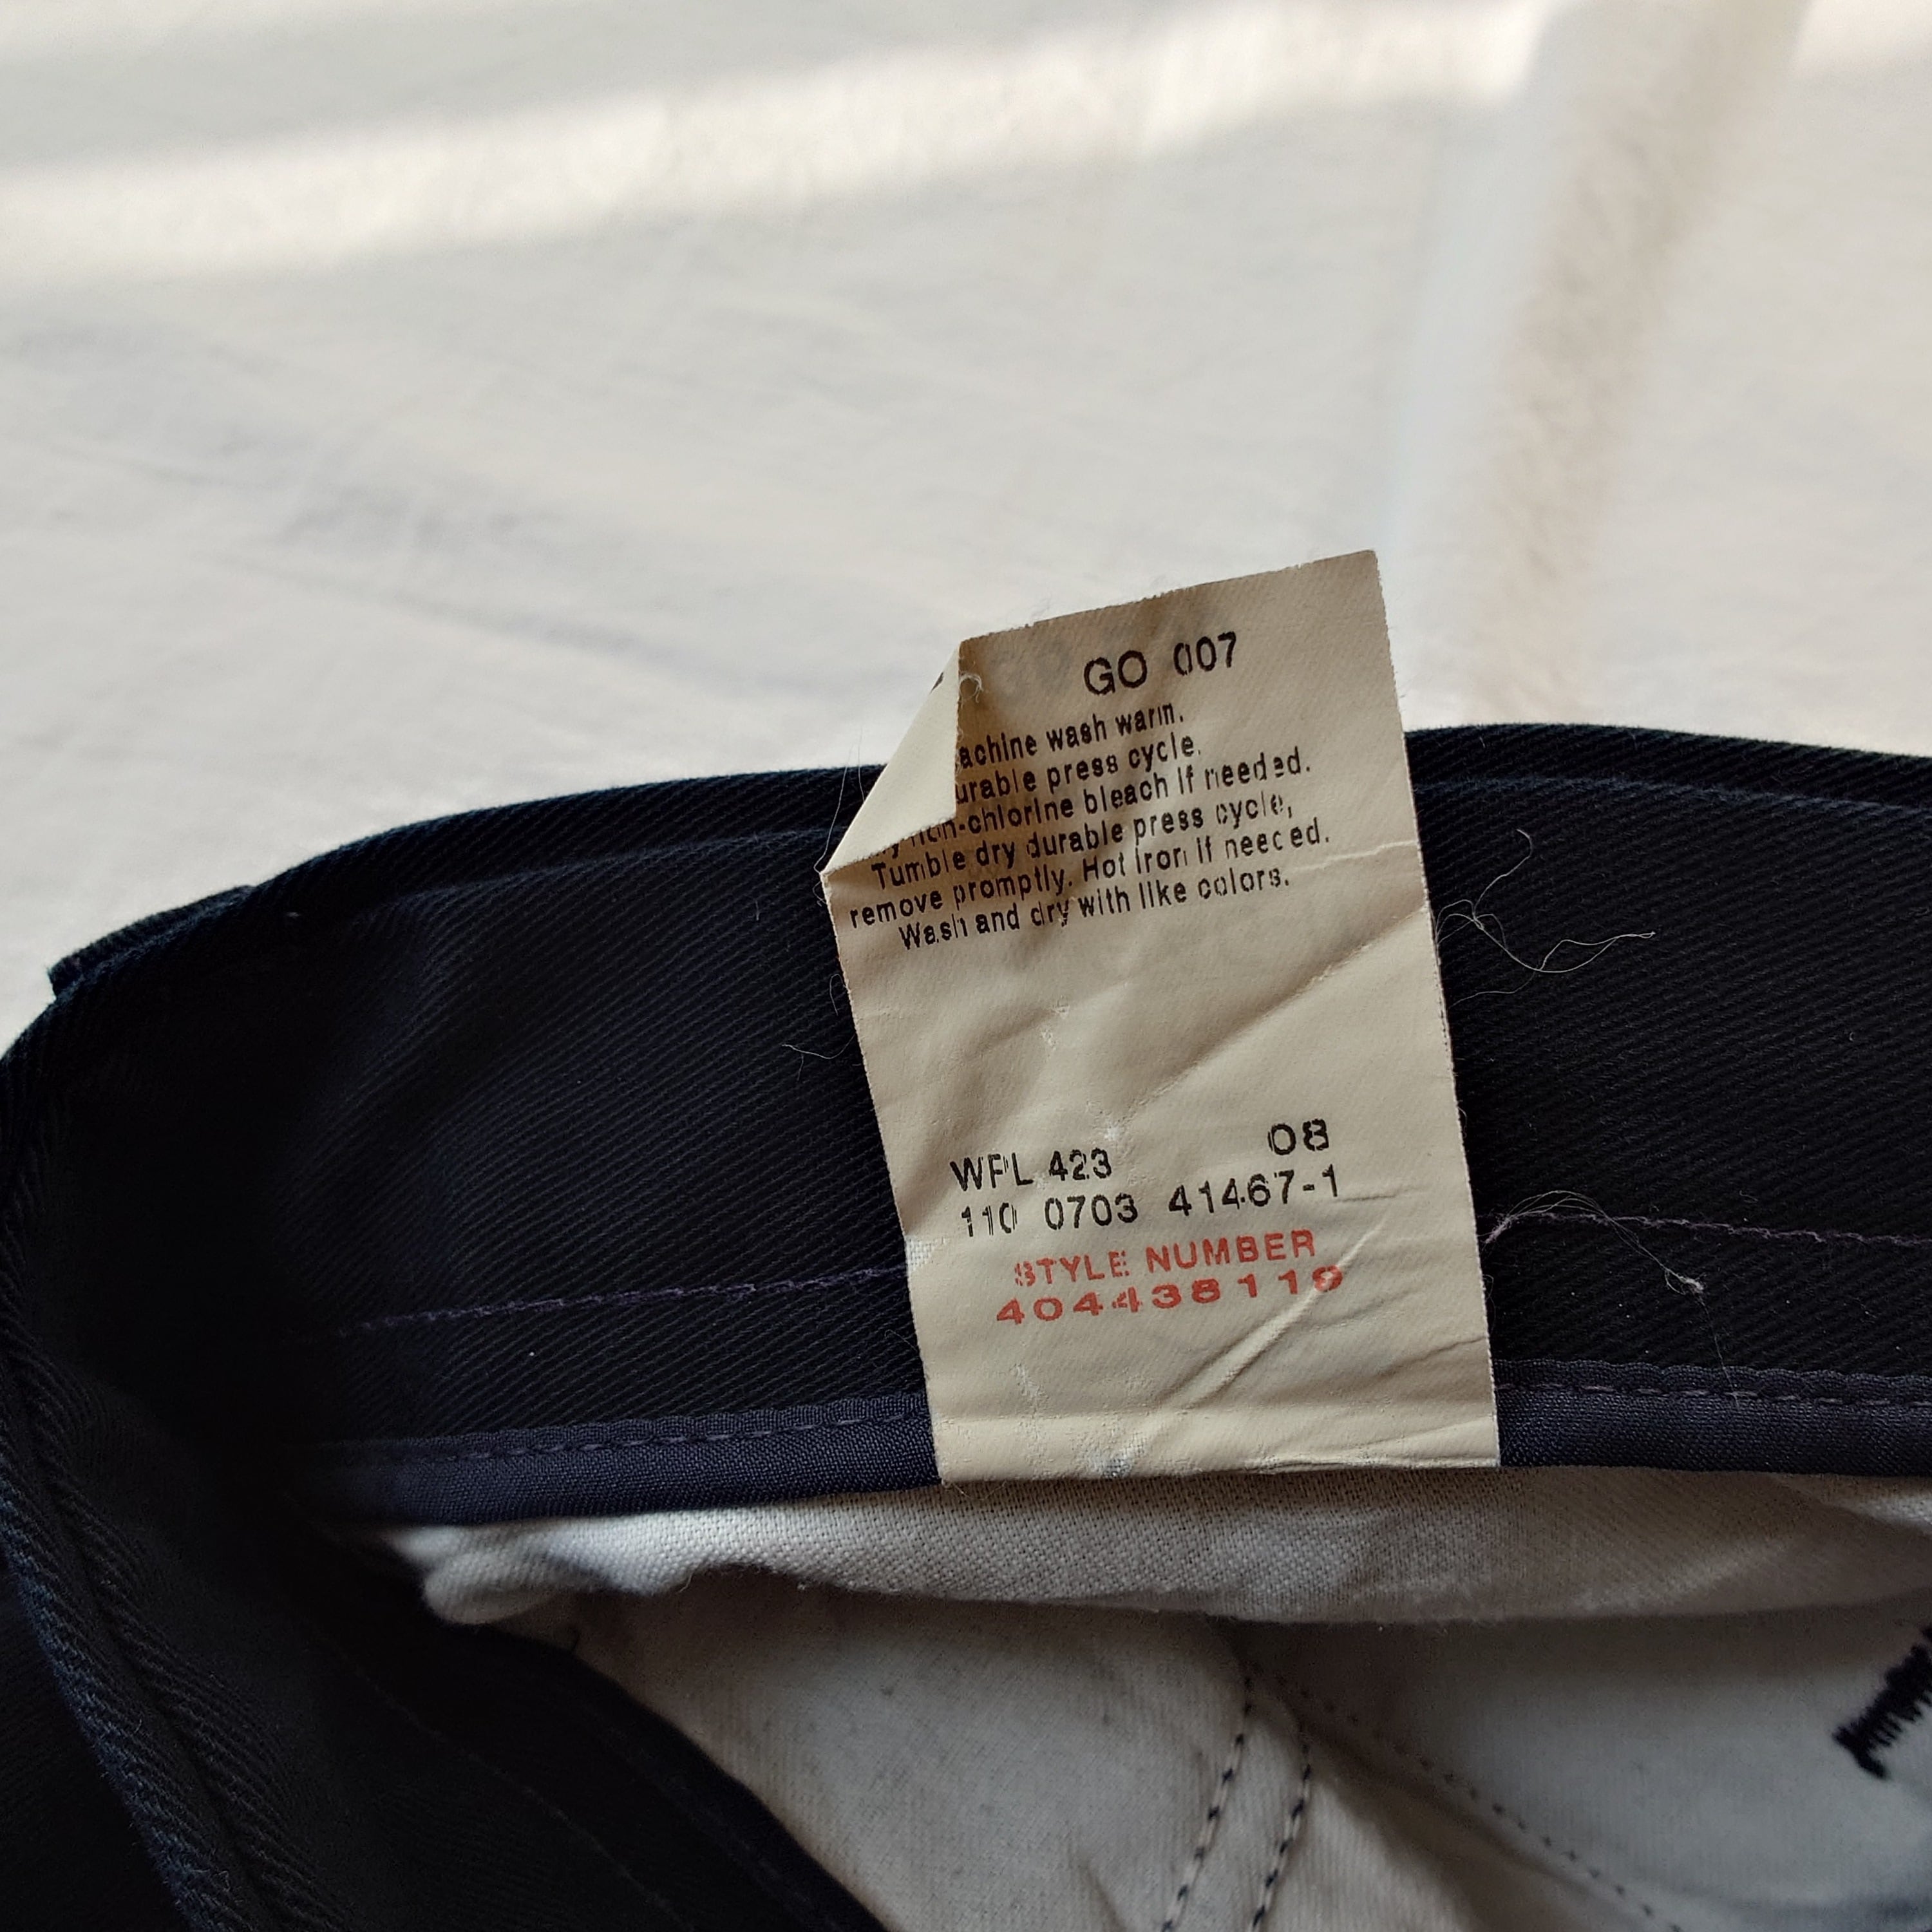 GO 007
achine wash warm.
urable press cycle.
non-chlorine bleach if needed.
Tumble dry durable press cycle,
remove promptly. Hot iron if needed.
Wash and dry with like colors.
WPL 423 08
110 0703 41467-1
STYLE NUMBER
404438110